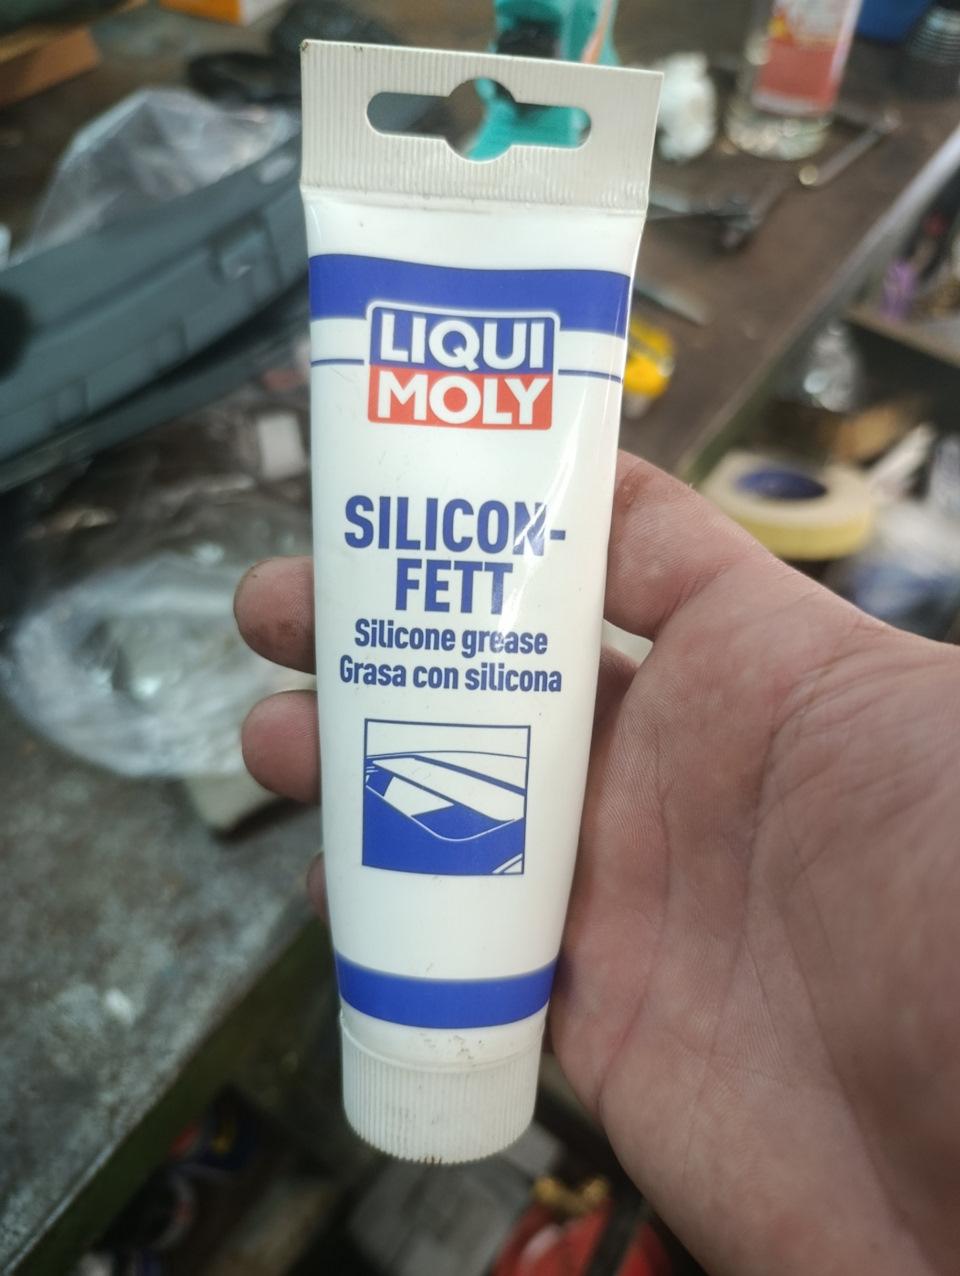 LIQUI
MOLY
SILICON-
FETT
Silicone grease
Grasa con silicona